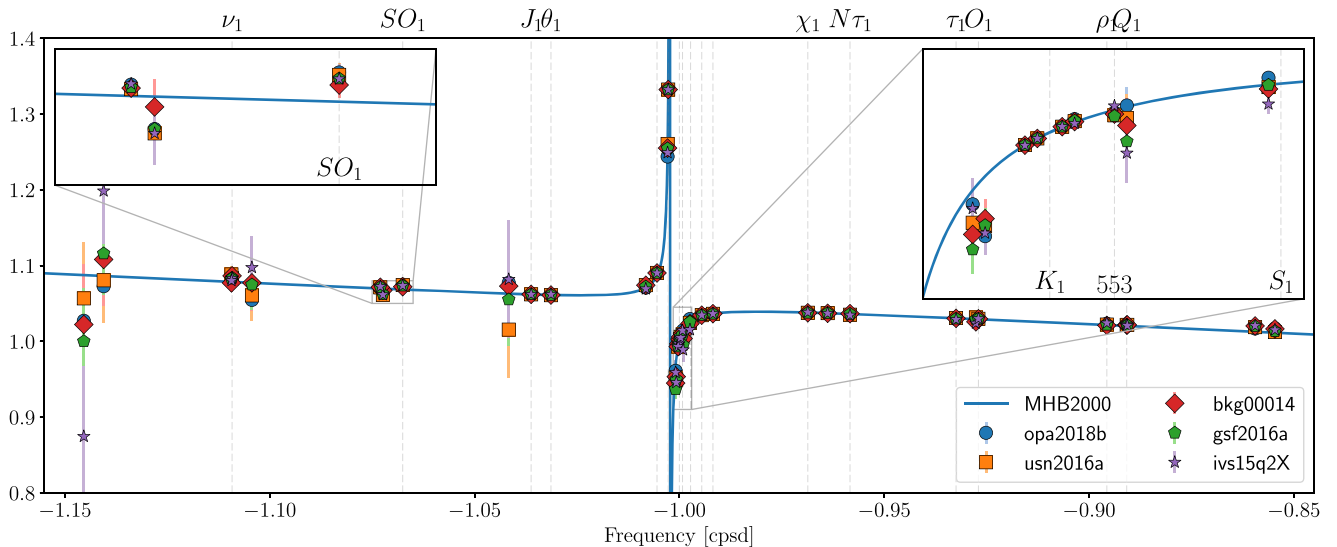 ν₁ SO₁ J₁θ₁ χ₁ Nτ₁ τ₁O₁ ρ₁Q₁
1.4
1.3
1.2
1.1
1.0
0.9
0.8
SO₁
K₁ 553 S₁
MHB2000
opa2018b
usn2016a
bkg00014
gsf2016a
ivs15q2X
−1.15 −1.10 −1.05 −1.00 −0.95 −0.90 −0.85
Frequency [cpsd]